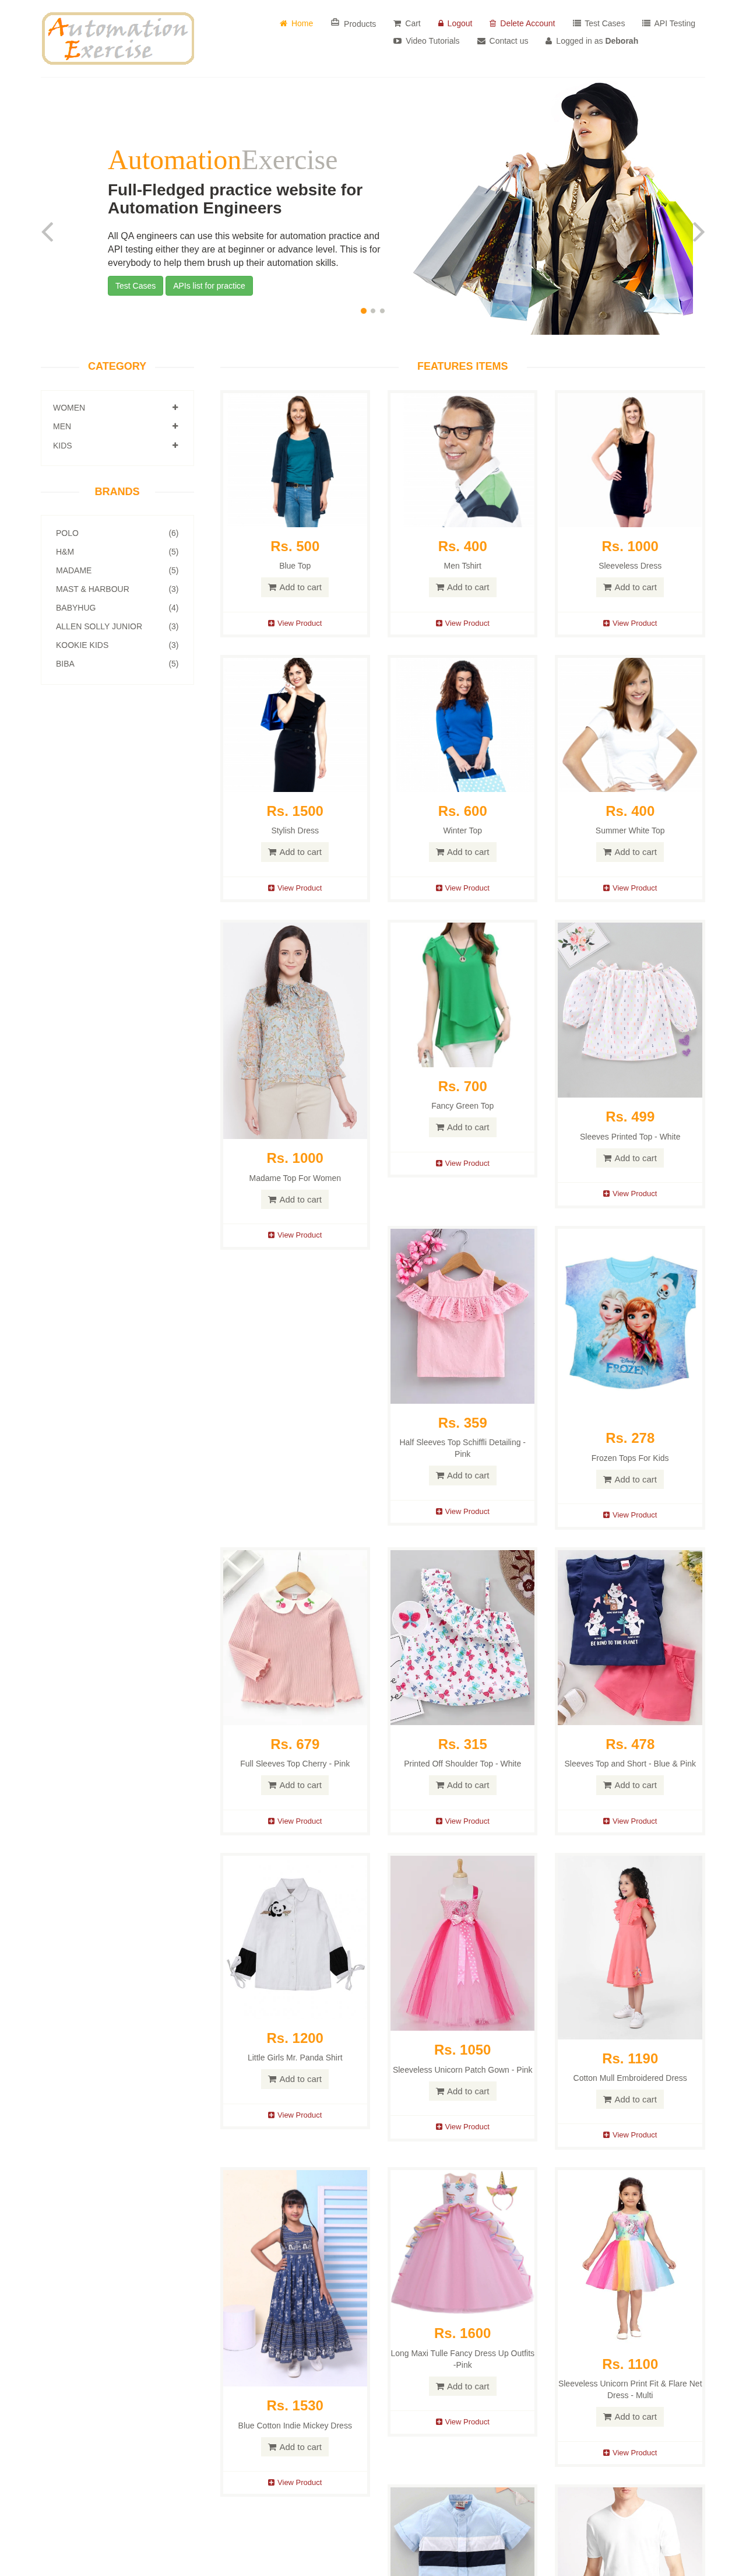 Automation
Exercise
Home
Products
Cart
Logout
Delete Account
Test Cases
API Testing
Video Tutorials
Contact us
Logged in as Deborah
AutomationExercise
Full-Fledged practice website for
Automation Engineers
All QA engineers can use this website for automation practice and
API testing either they are at beginner or advance level. This is for
everybody to help them brush up their automation skills.
Test Cases
APIs list for practice
CATEGORY
WOMEN
MEN
KIDS
BRANDS
POLO (6)
H&M (5)
MADAME (5)
MAST & HARBOUR (3)
BABYHUG (4)
ALLEN SOLLY JUNIOR (3)
KOOKIE KIDS (3)
BIBA (5)
FEATURES ITEMS
Rs. 500
Blue Top
Add to cart
View Product
Rs. 400
Men Tshirt
Add to cart
View Product
Rs. 1000
Sleeveless Dress
Add to cart
View Product
Rs. 1500
Stylish Dress
Add to cart
View Product
Rs. 600
Winter Top
Add to cart
View Product
Rs. 400
Summer White Top
Add to cart
View Product
Rs. 1000
Madame Top For Women
Add to cart
View Product
Rs. 700
Fancy Green Top
Add to cart
View Product
Rs. 499
Sleeves Printed Top - White
Add to cart
View Product
Rs. 359
Half Sleeves Top Schiffli Detailing -
Pink
Add to cart
View Product
Disney
FROZEN
Rs. 278
Frozen Tops For Kids
Add to cart
View Product
Rs. 679
Full Sleeves Top Cherry - Pink
Add to cart
View Product
Rs. 315
Printed Off Shoulder Top - White
Add to cart
View Product
BE KIND TO THE PLANET
Rs. 478
Sleeves Top and Short - Blue & Pink
Add to cart
View Product
Rs. 1200
Little Girls Mr. Panda Shirt
Add to cart
View Product
Rs. 1050
Sleeveless Unicorn Patch Gown - Pink
Add to cart
View Product
Rs. 1190
Cotton Mull Embroidered Dress
Add to cart
View Product
Rs. 1530
Blue Cotton Indie Mickey Dress
Add to cart
View Product
Rs. 1600
Long Maxi Tulle Fancy Dress Up Outfits
-Pink
Add to cart
View Product
Rs. 1100
Sleeveless Unicorn Print Fit & Flare Net
Dress - Multi
Add to cart
View Product